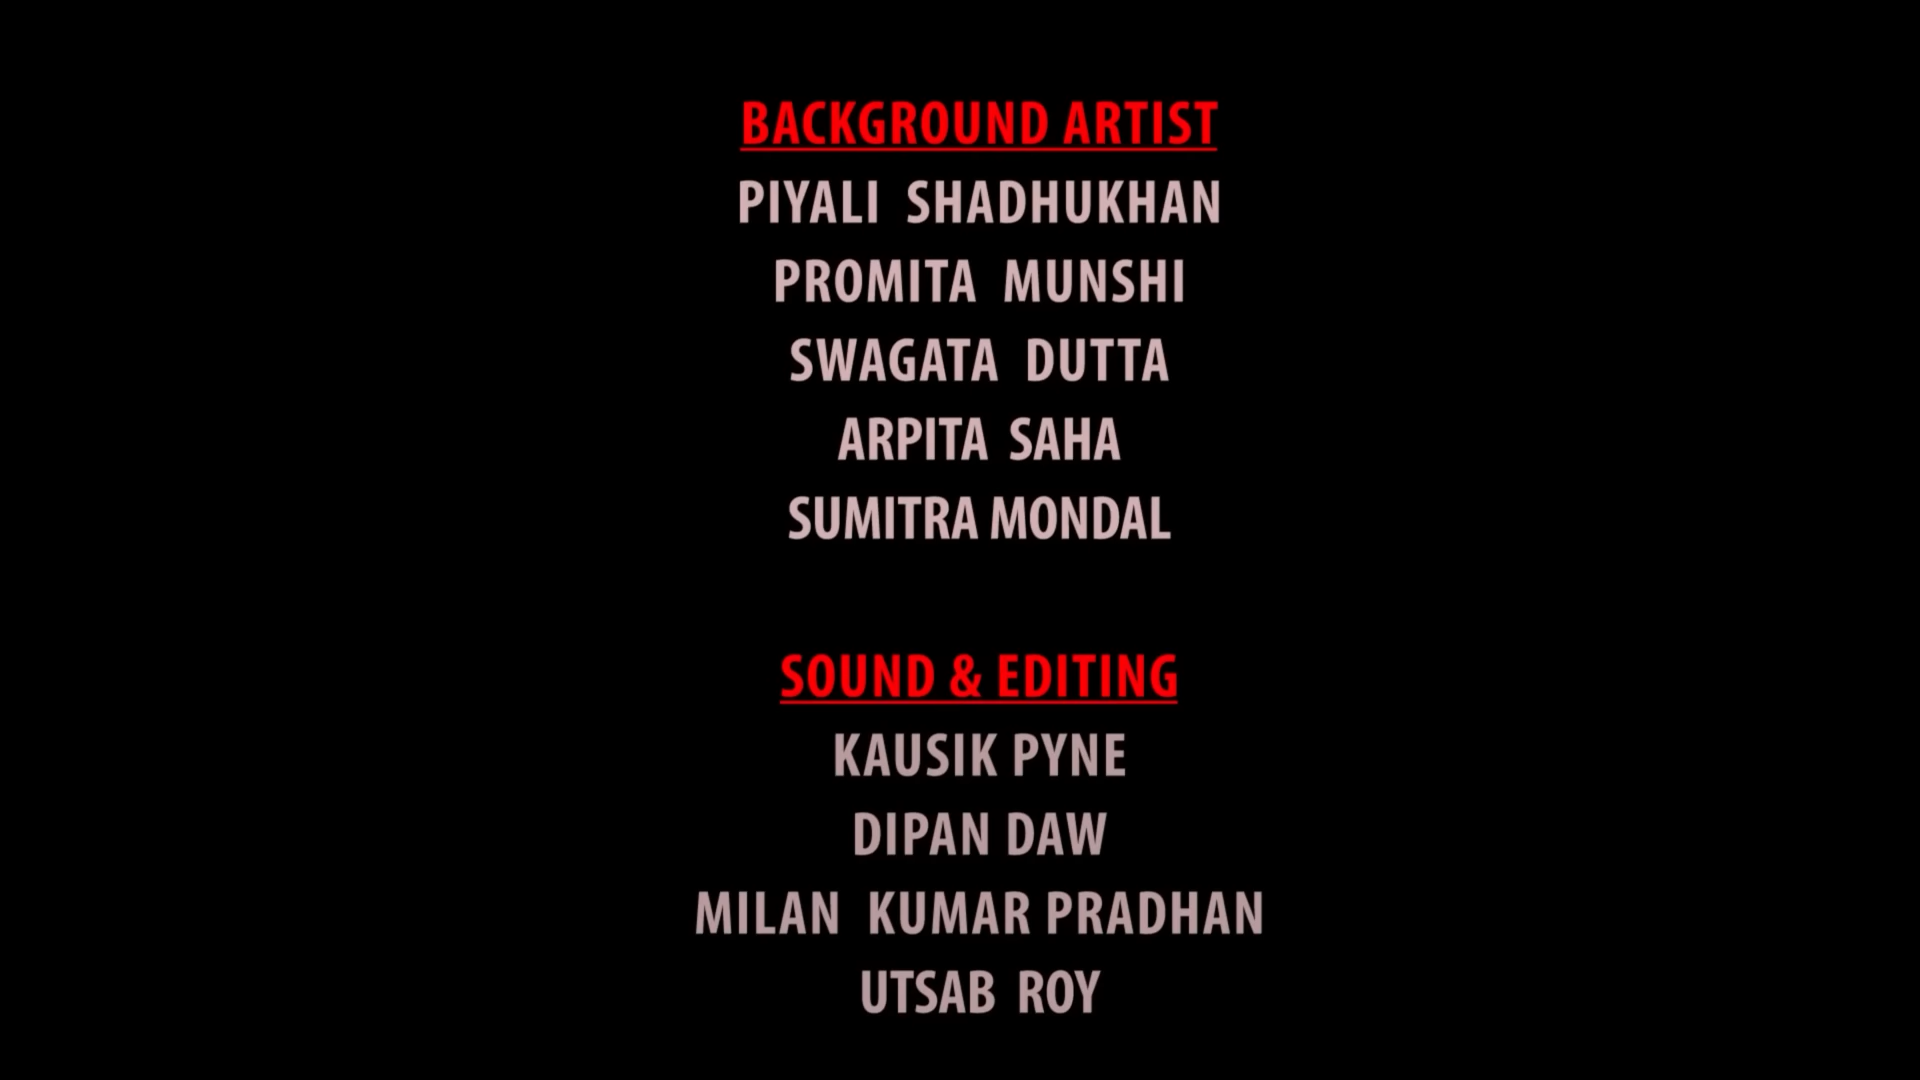 BACKGROUND ARTIST
PIYALI SHADHUKHAN
PROMITA MUNSHI
SWAGATA DUTTA
ARPITA SAHA
SUMITRA MONDAL
SOUND & EDITING
KAUSIK PYNE
DIPAN DAW
MILAN KUMAR PRADHAN
UTSAB ROY